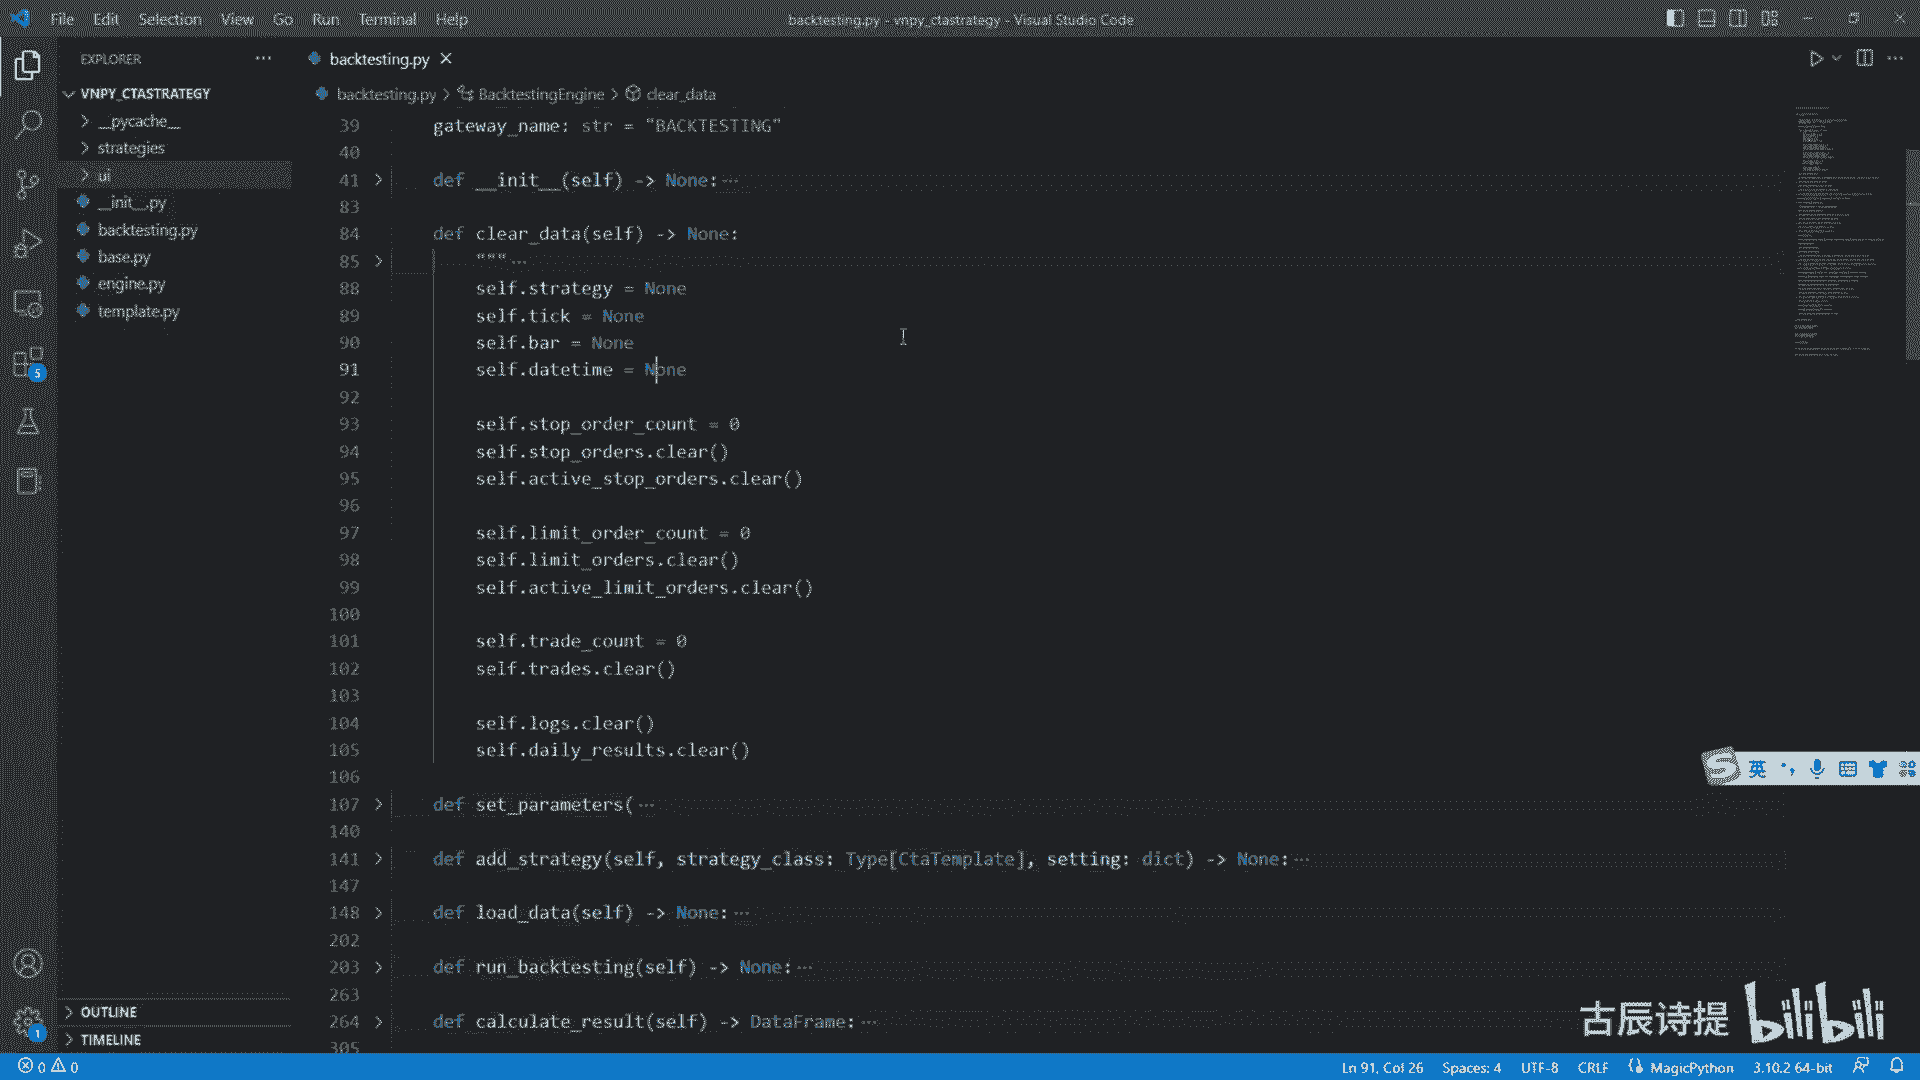 File Edit Selection View Go Run Terminal Help
backtesting.py - vnpy_ctastrategy - Visual Studio Code
EXPLORER
VNPY_CTASTRATEGY
__pycache__
strategies
ui
__init__.py
backtesting.py
base.py
engine.py
template.py
OUTLINE
TIMELINE
5
1
backtesting.py
backtesting.py > BacktestingEngine > clear_data
39 gateway_name: str = "BACKTESTING"
40
41 def __init__(self) -> None:
83
84 def clear_data(self) -> None:
85 """
88 self.strategy = None
89 self.tick = None
90 self.bar = None
91 self.datetime = None
92
93 self.stop_order_count = 0
94 self.stop_orders.clear()
95 self.active_stop_orders.clear()
96
97 self.limit_order_count = 0
98 self.limit_orders.clear()
99 self.active_limit_orders.clear()
100
101 self.trade_count = 0
102 self.trades.clear()
103
104 self.logs.clear()
105 self.daily_results.clear()
106
107 def set_parameters(
140
141 def add_strategy(self, strategy_class: Type[CtaTemplate], setting: dict) -> None:
147
148 def load_data(self) -> None:
202
203 def run_backtesting(self) -> None:
263
264 def calculate_result(self) -> DataFrame:
305
S 英
古辰诗提 bilibili
0 0
Ln 91, Col 26 Spaces: 4 UTF-8 CRLF MagicPython 3.10.2 64-bit